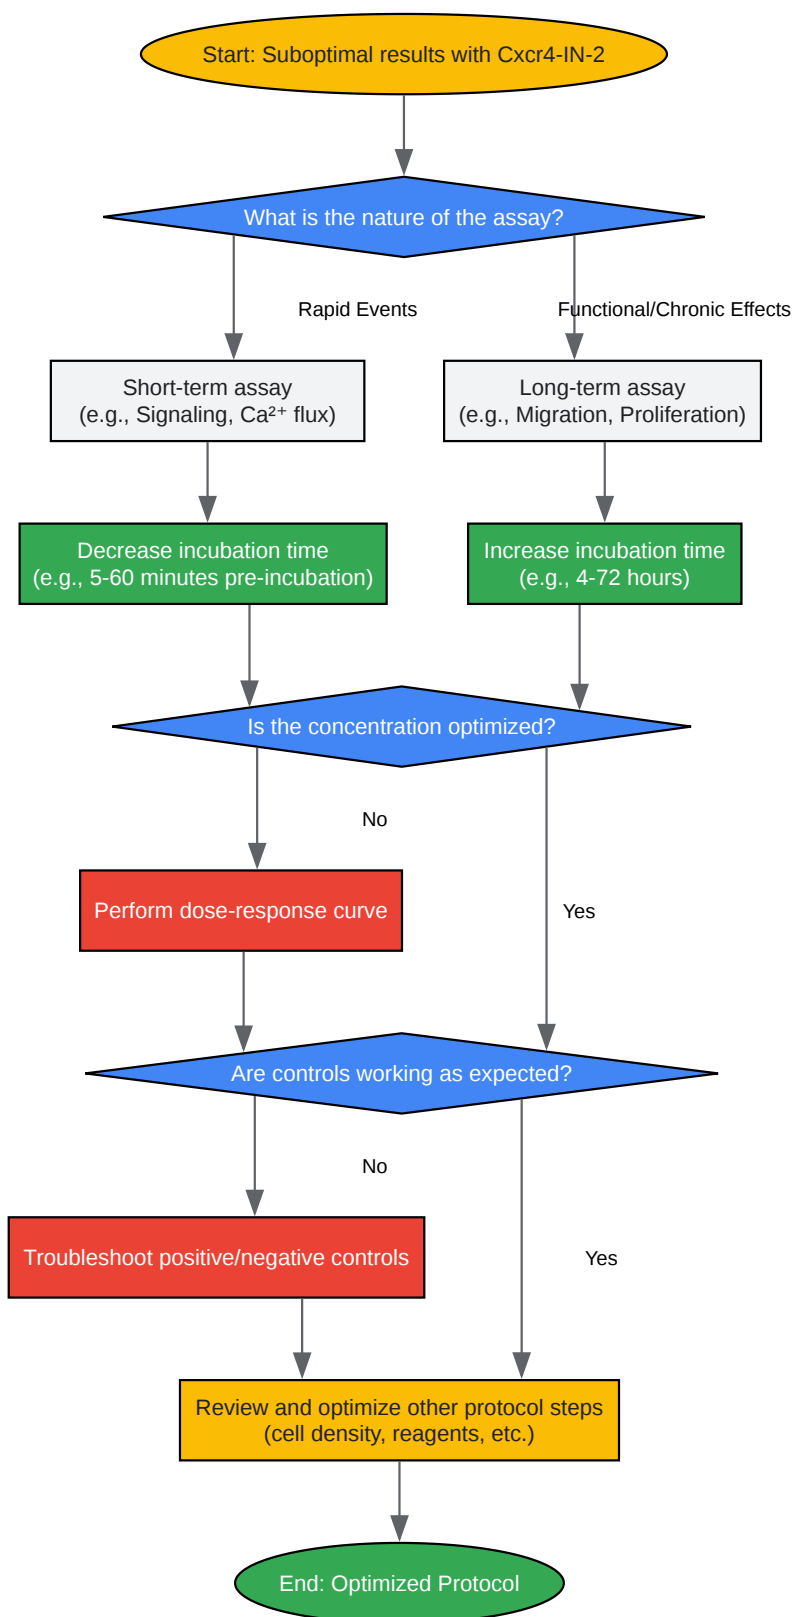 Start: Suboptimal results with Cxcr4-IN-2
What is the nature of the assay?
Rapid Events
Functional/Chronic Effects
Short-term assay
(e.g., Signaling, Ca²⁺ flux)
Long-term assay
(e.g., Migration, Proliferation)
Decrease incubation time
(e.g., 5-60 minutes pre-incubation)
Increase incubation time
(e.g., 4-72 hours)
Is the concentration optimized?
No
Perform dose-response curve
Yes
Are controls working as expected?
No
Troubleshoot positive/negative controls
Yes
Review and optimize other protocol steps
(cell density, reagents, etc.)
End: Optimized Protocol